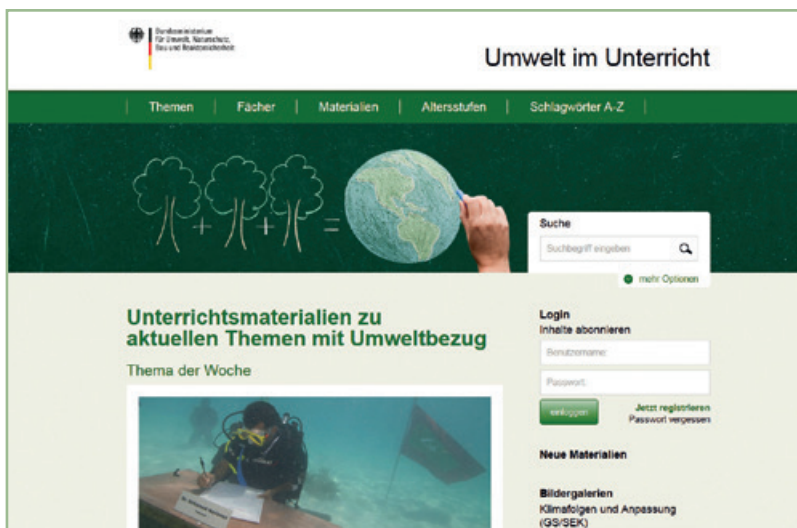 Bundesministerium
für Umwelt, Naturschutz,
Bau und Reaktorsicherheit
Umwelt im Unterricht
Themen
Fächer
Materialien
Altersstufen
Schlagwörter A-Z
+ + =
Suche
Suchbegriff eingeben
mehr Optionen
Unterrichtsmaterialien zu
aktuellen Themen mit Umweltbezug
Thema der Woche
Login
Inhalte abonnieren
Benutzername:
Passwort:
einloggen
Jetzt registrieren
Passwort vergessen
Neue Materialien
Bildergalerien
Klimafolgen und Anpassung
(GS/SEK)